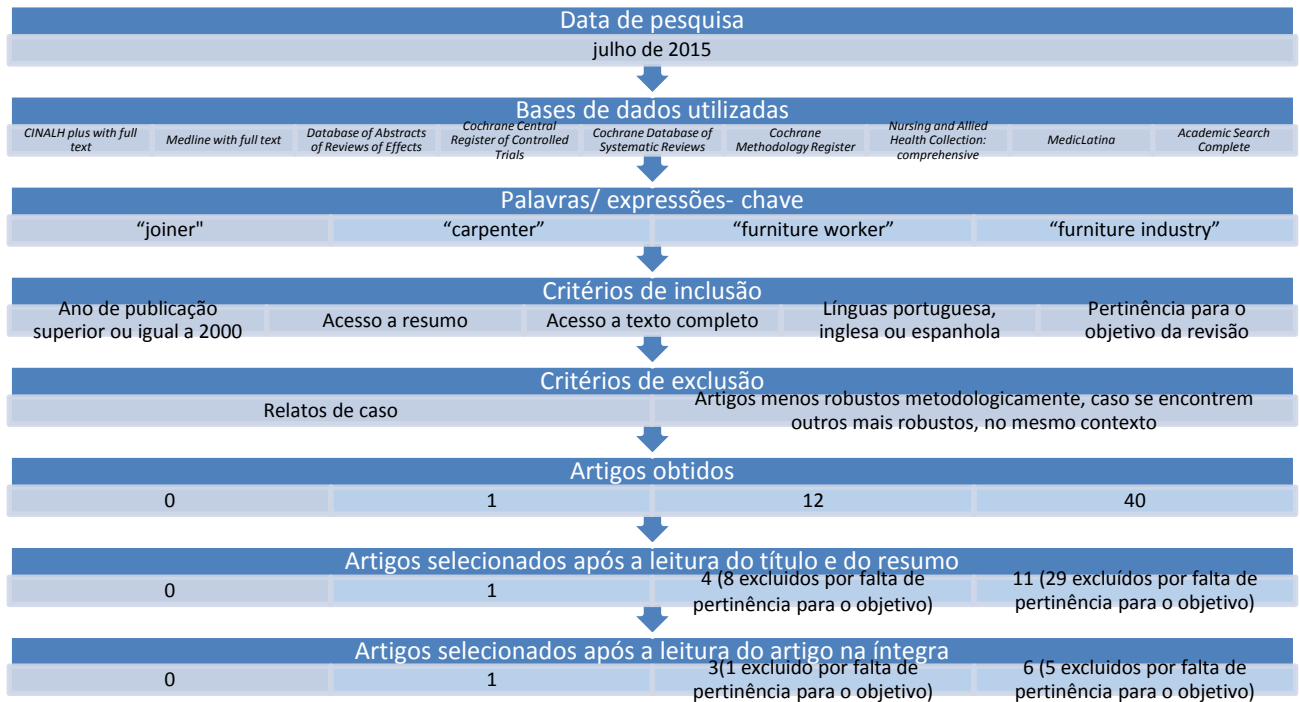 Data de pesquisa
julho de 2015
Bases de dados utilizadas
CINALH plus with full
text
Medline with full text
Database of Abstracts
of Reviews of Effects
Cochrane Central
Register of Controlled
Trials
Cochrane Database of
Systematic Reviews
Cochrane
Methodology Register
Nursing and Allied
Health Collection:
comprehensive
MedicLatina
Academic Search
Complete
Palavras/ expressões- chave
“joiner"
“carpenter”
“furniture worker”
“furniture industry”
Critérios de inclusão
Ano de publicação
superior ou igual a 2000
Acesso a resumo
Acesso a texto completo
Línguas portuguesa,
inglesa ou espanhola
Pertinência para o
objetivo da revisão
Critérios de exclusão
Relatos de caso
Artigos menos robustos metodologicamente, caso se encontrem
outros mais robustos, no mesmo contexto
Artigos obtidos
0
1
12
40
Artigos selecionados após a leitura do título e do resumo
0
1
4 (8 excluidos por falta de
pertinência para o objetivo)
11 (29 excluídos por falta de
pertinência para o objetivo)
Artigos selecionados após a leitura do artigo na íntegra
0
1
3(1 excluido por falta de
pertinência para o objetivo)
6 (5 excluidos por falta de
pertinência para o objetivo)